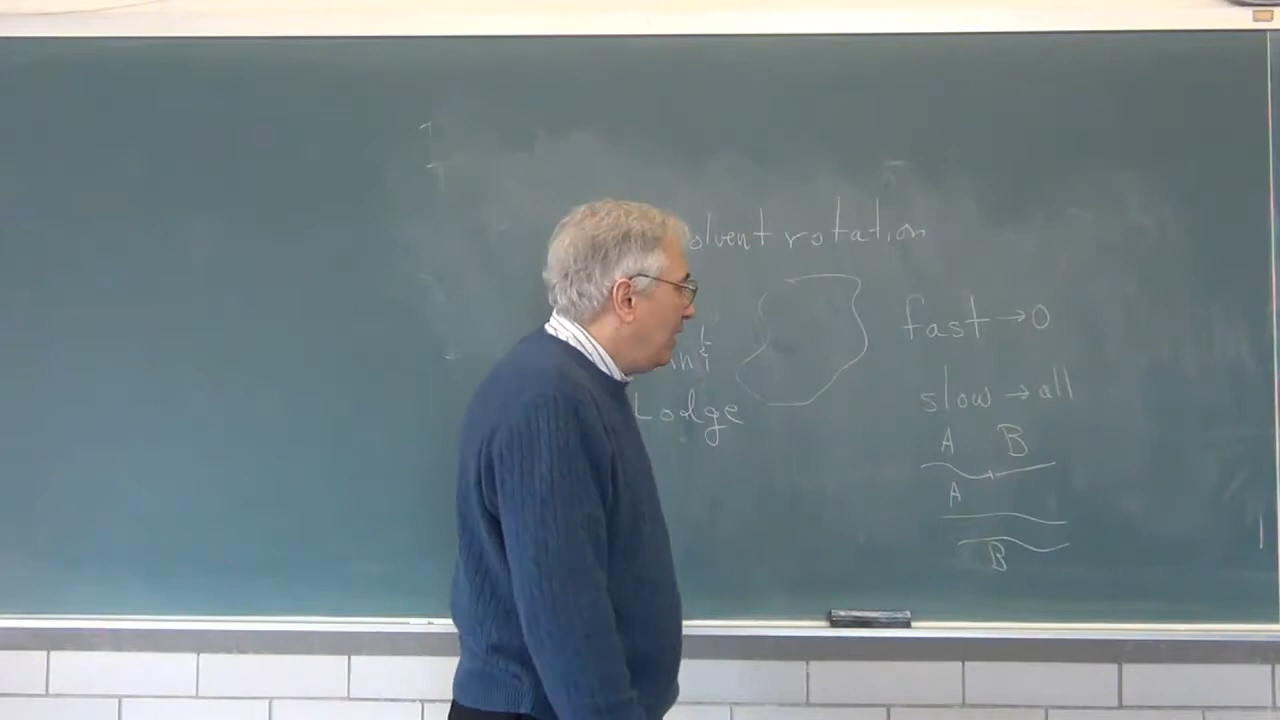 olvent rotation
fast → 0
Lodge
slow → all
A B
A
B